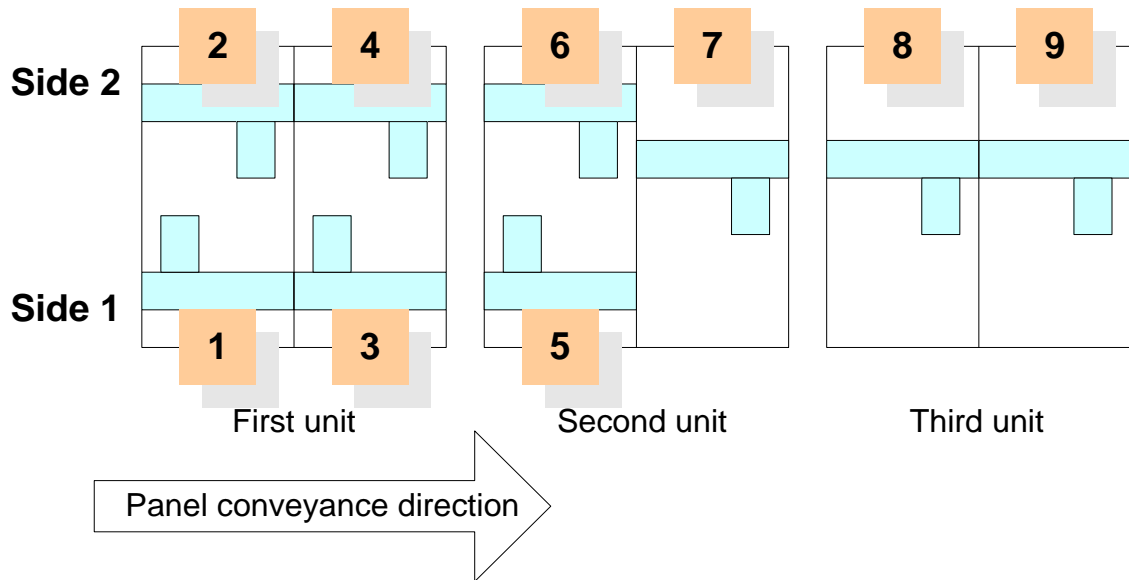 2 4 6 7 8 9
Side 2
Side 1
1 3 5
First unit Second unit Third unit
Panel conveyance direction